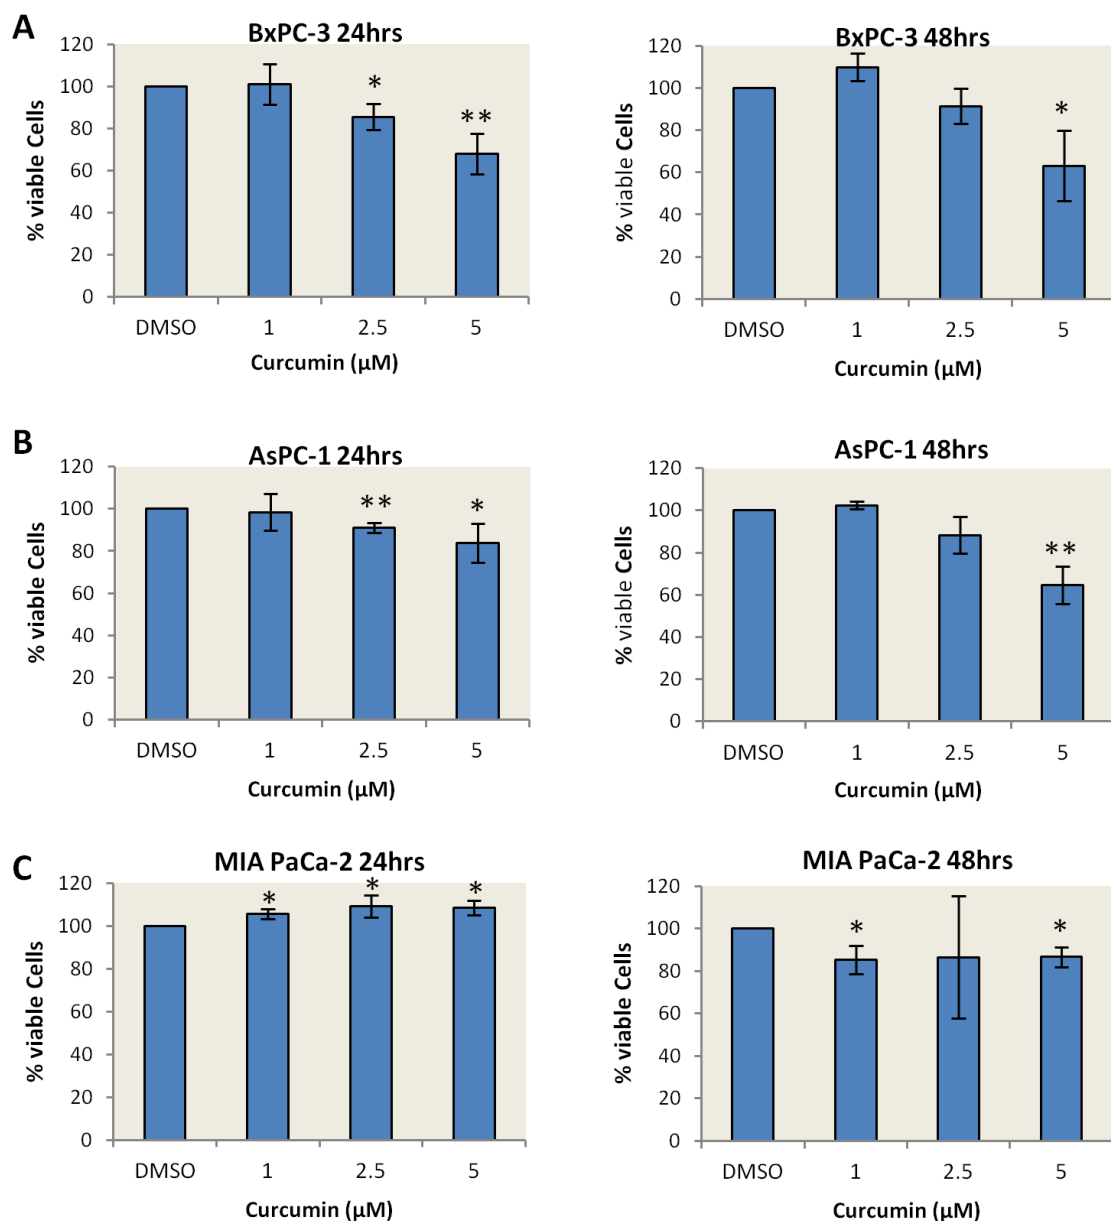 A
BxPC-3 24hrs
% viable Cells
120
100
80
60
40
20
0
*
**
DMSO 1 2.5 5
Curcumin (µM)
BxPC-3 48hrs
% viable Cells
120
100
80
60
40
20
0
*
DMSO 1 2.5 5
Curcumin (µM)
B
AsPC-1 24hrs
% viable Cells
120
100
80
60
40
20
0
**
*
DMSO 1 2.5 5
Curcumin (µM)
AsPC-1 48hrs
% viable Cells
120
100
80
60
40
20
0
**
DMSO 1 2.5 5
Curcumin (µM)
C
MIA PaCa-2 24hrs
% viable Cells
120
100
80
60
40
20
0
*
*
*
DMSO 1 2.5 5
Curcumin (µM)
MIA PaCa-2 48hrs
% viable Cells
120
100
80
60
40
20
0
*
*
DMSO 1 2.5 5
Curcumin (µM)